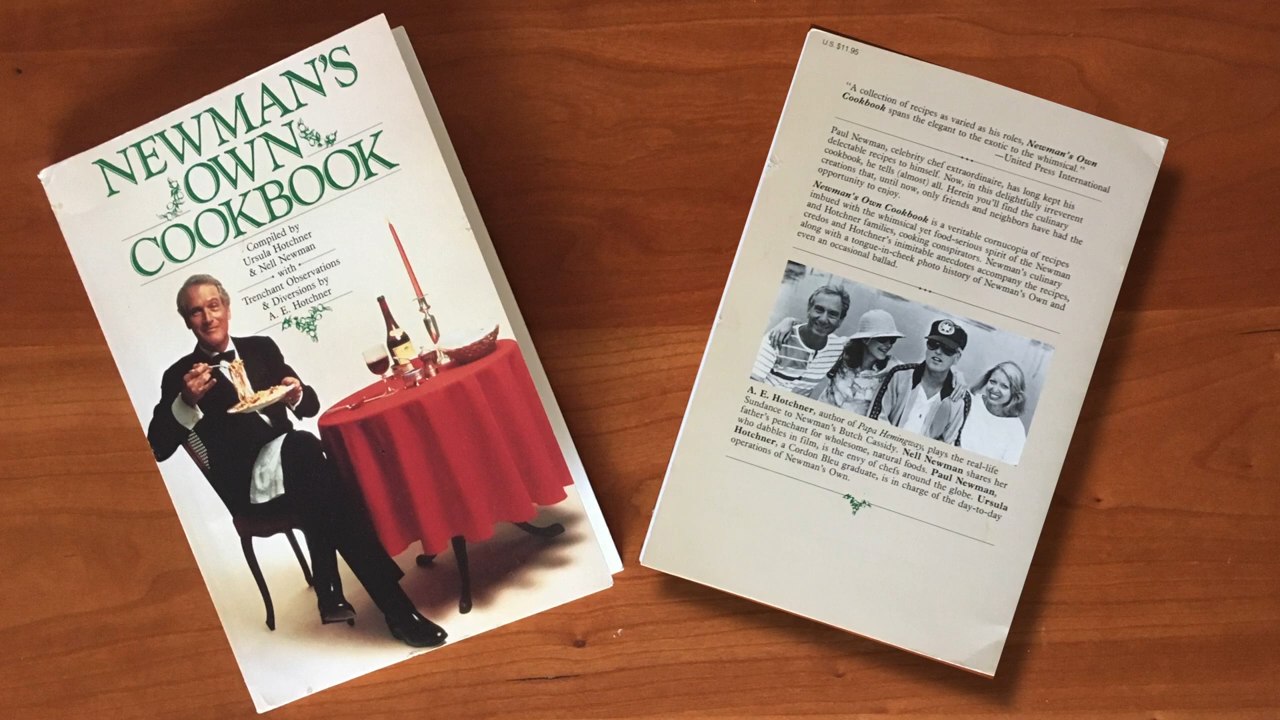 NEWMAN'S
OWN
COOKBOOK
Compiled by
Ursula Hotchner
& Nell Newman
with
Trenchant Observations
& Diversions by
A. E. Hotchner
U.S. $11.95
"A collection of recipes as varied as his roles, Newman's Own
Cookbook spans the elegant to the exotic to the whimsical."
—United Press International
Paul Newman, celebrity chef extraordinaire, has long kept his
delectable recipes to himself. Now, in this delightfully irreverent
cookbook, he tells (almost) all. Herein you'll find the culinary
creations that, until now, only friends and neighbors have had the
opportunity to enjoy.
Newman's Own Cookbook is a veritable cornucopia of recipes
imbued with the whimsical yet food-serious spirit of the Newman
and Hotchner families, cooking conspirators. Newman's culinary
credos and Hotchner's inimitable anecdotes accompany the recipes,
along with a tongue-in-cheek photo history of Newman's Own and
even an occasional ballad.
A. E. Hotchner, author of Papa Hemingway, plays the real-life
Sundance to Newman's Butch Cassidy. Nell Newman shares her
father's penchant for wholesome, natural foods. Paul Newman,
who dabbles in film, is the envy of chefs around the globe. Ursula
Hotchner, a Cordon Bleu graduate, is in charge of the day-to-day
operations of Newman's Own.